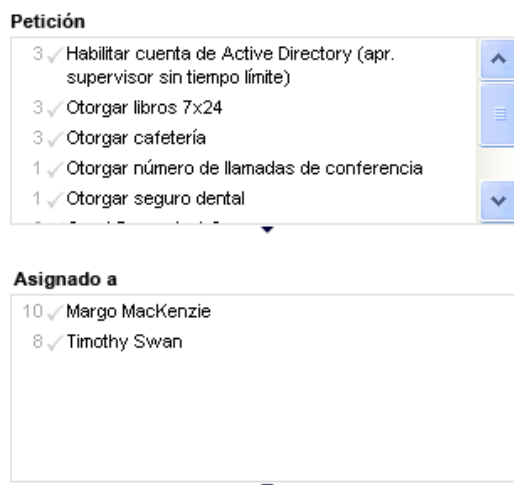 Petición
3 Habilitar cuenta de Active Directory (apr.
supervisor sin tiempo límite)
3 Otorgar libros 7x24
3 Otorgar cafetería
1 Otorgar número de llamadas de conferencia
1 Otorgar seguro dental
Asignado a
10 Margo MacKenzie
8 Timothy Swan